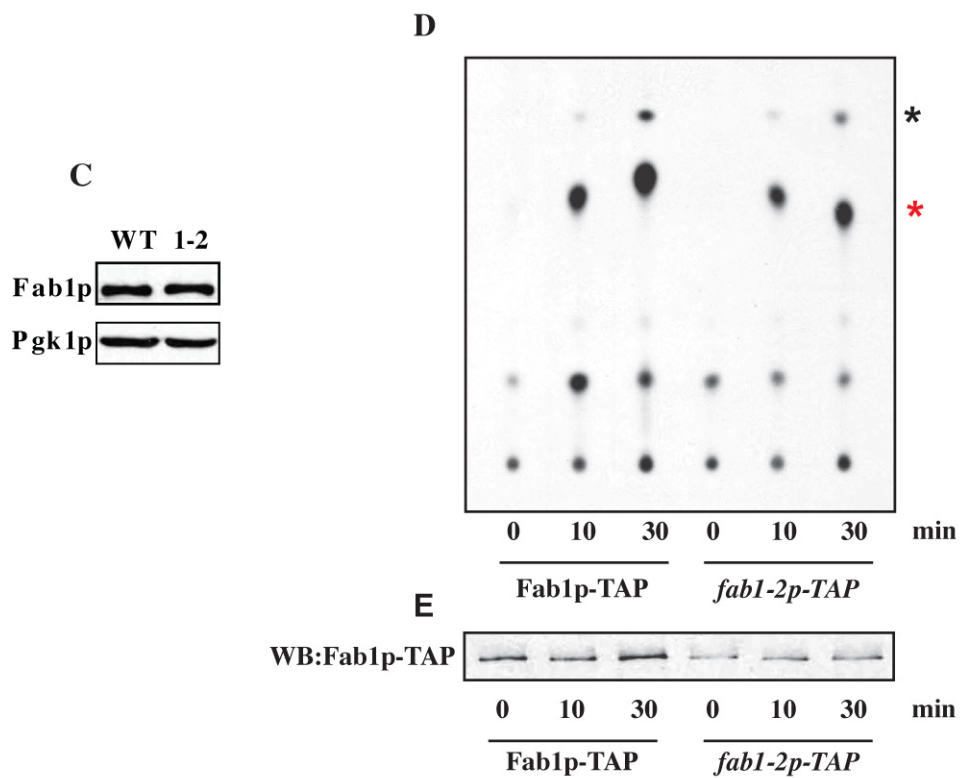 D
*
C
*
WT 1-2
Fab1p
Pgk1p
0 10 30 0 10 30 min
Fab1p-TAP fab1-2p-TAP
E
WB:Fab1p-TAP
0 10 30 0 10 30 min
Fab1p-TAP fab1-2p-TAP